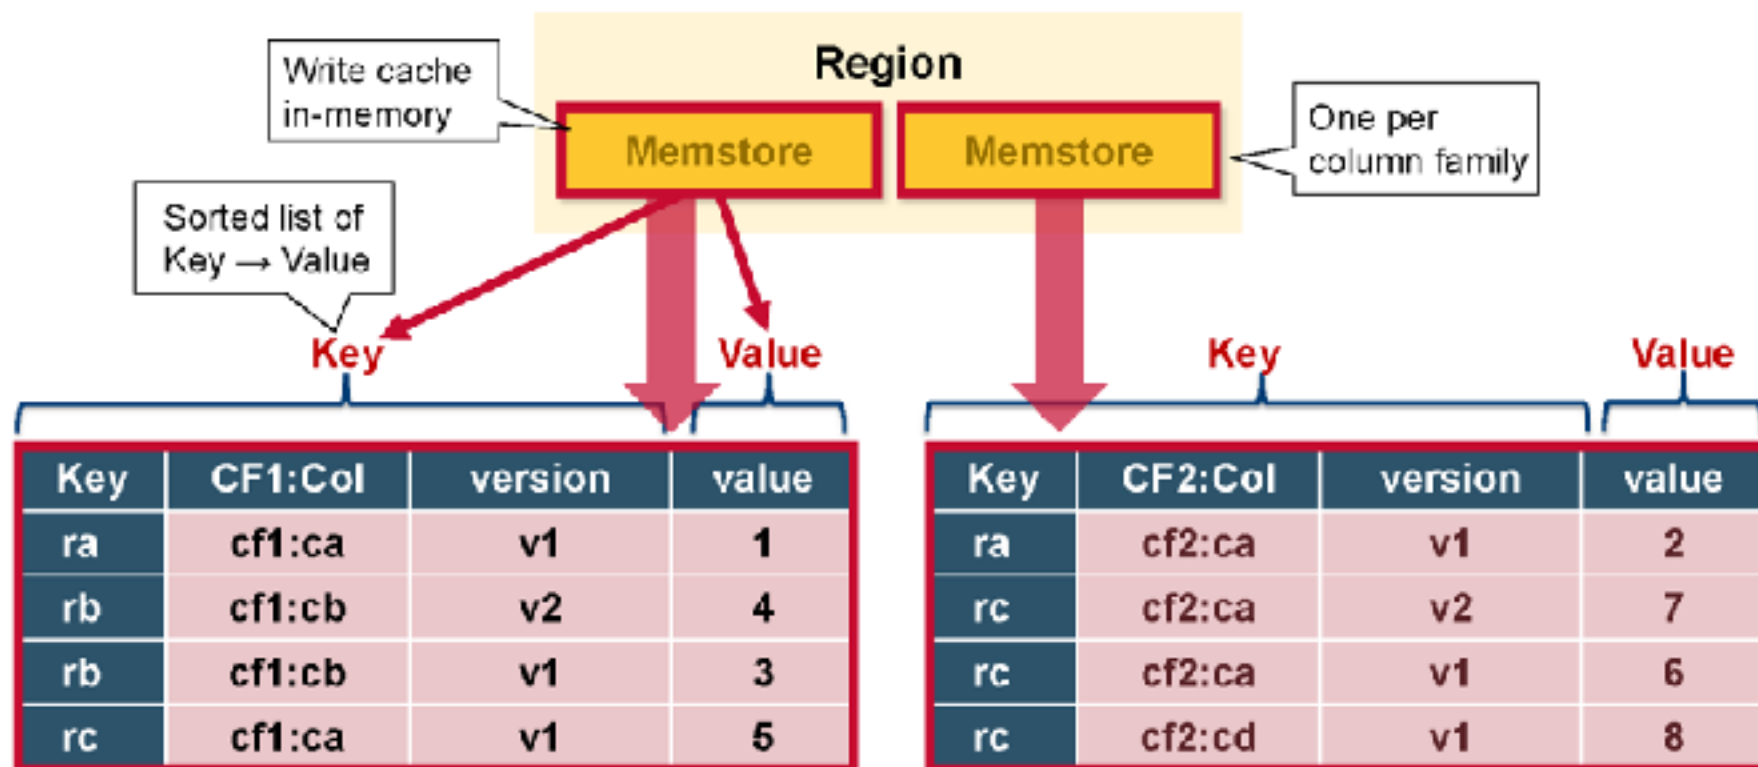 Region
Write cache
in-memory
Memstore
Memstore
One per
column family
Sorted list of
Key → Value
Key
Value
Key
Value
Key CF1:Col version value
ra cf1:ca v1 1
rb cf1:cb v2 4
rb cf1:cb v1 3
rc cf1:ca v1 5
Key CF2:Col version value
ra cf2:ca v1 2
rc cf2:ca v2 7
rc cf2:ca v1 6
rc cf2:cd v1 8